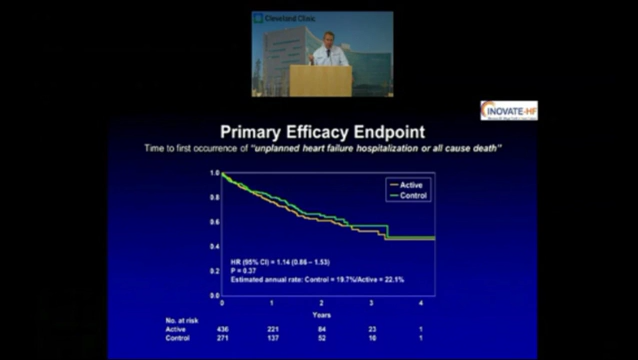 Cleveland Clinic
INOVATE-HF
Primary Efficacy Endpoint
Time to first occurrence of "unplanned heart failure hospitalization or all cause death"
Active
Control
1.0
0.8
0.6
0.4
0.2
0.0
HR (95% CI) = 1.14 (0.86 – 1.53)
P = 0.37
Estimated annual rate: Control = 19.7%/Active = 22.1%
0 1 2 3 4
Years
No. at risk
Active 436 221 84 23 1
Control 271 137 52 16 1